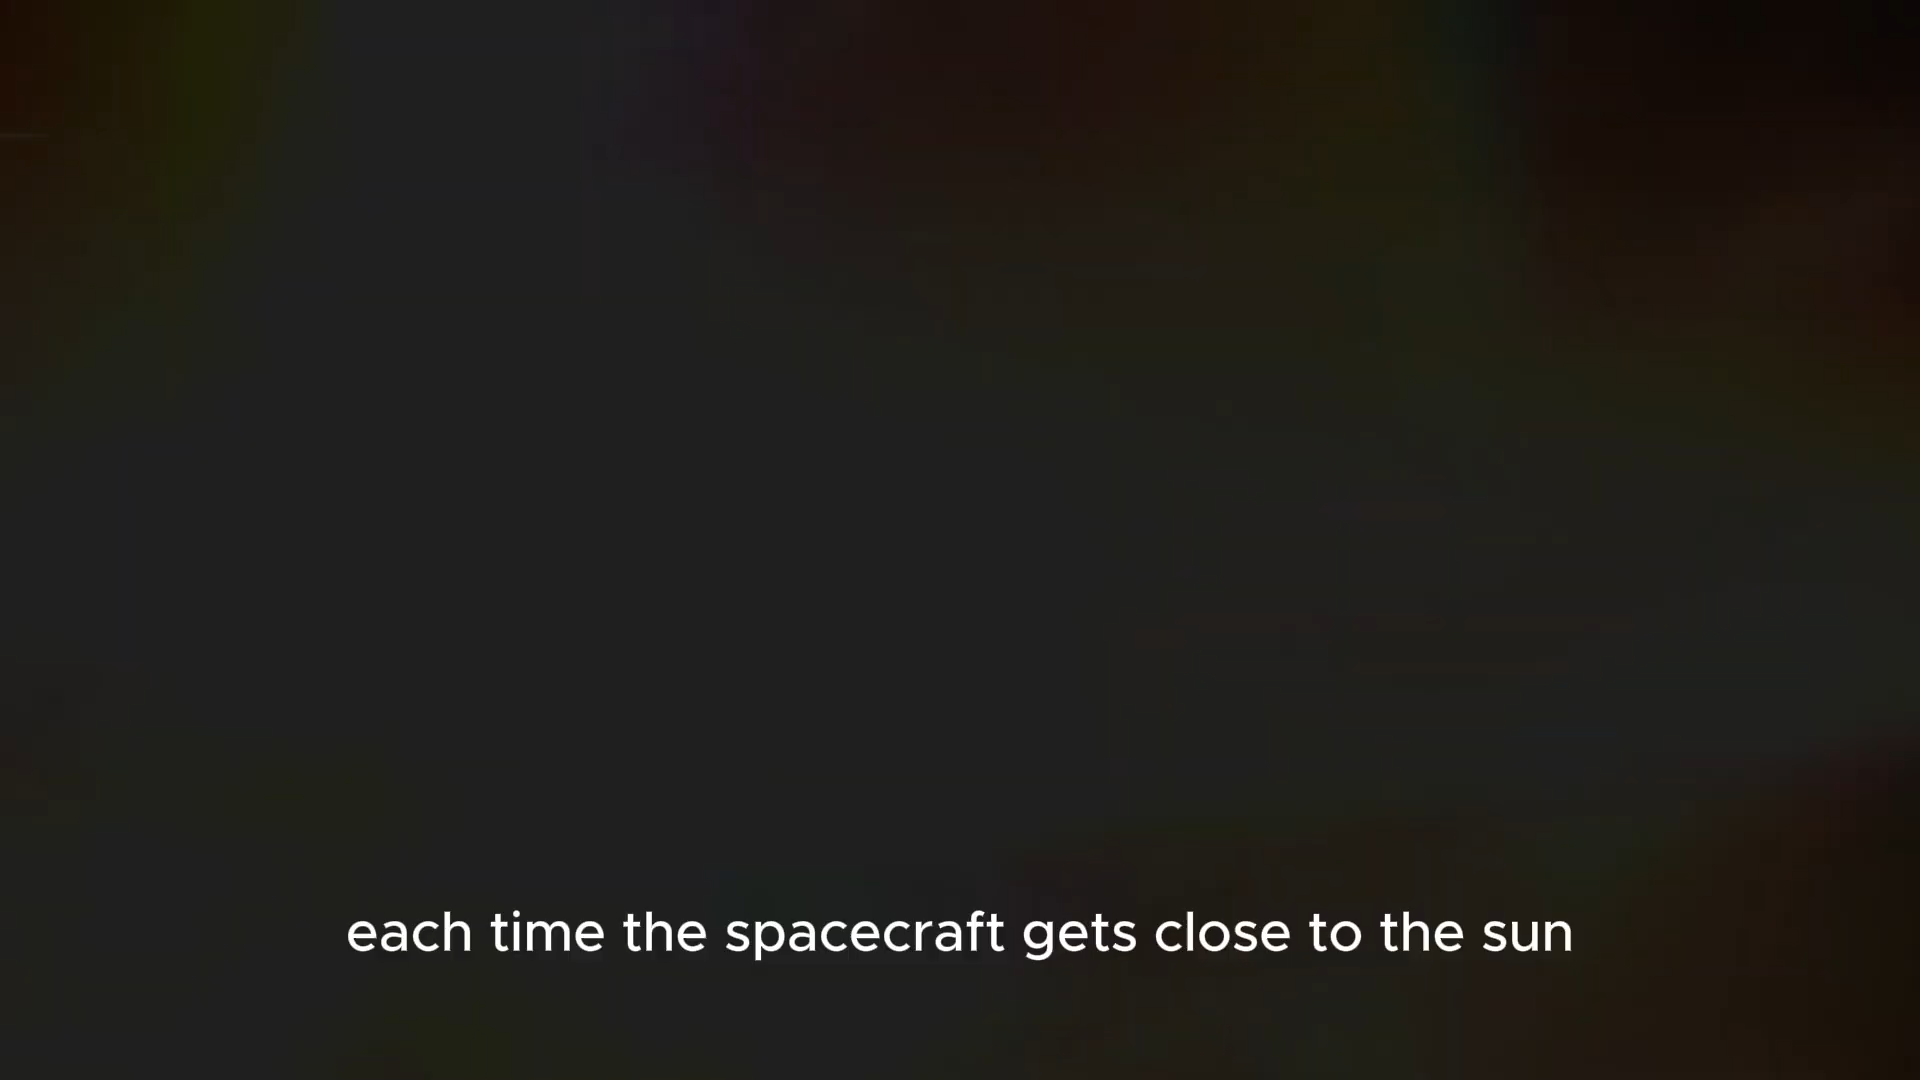 each time the spacecraft gets close to the sun